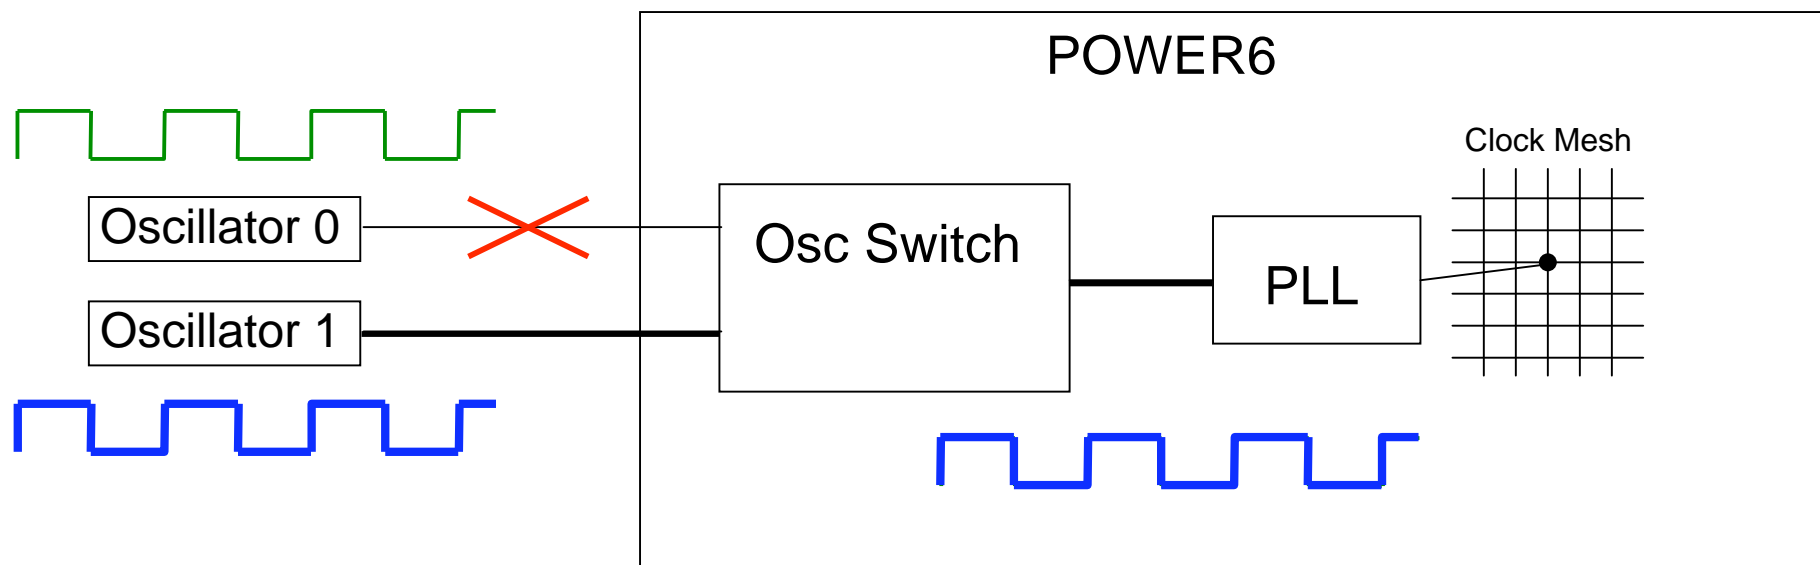 POWER6
Clock Mesh
Oscillator 0
Osc Switch
PLL
Oscillator 1